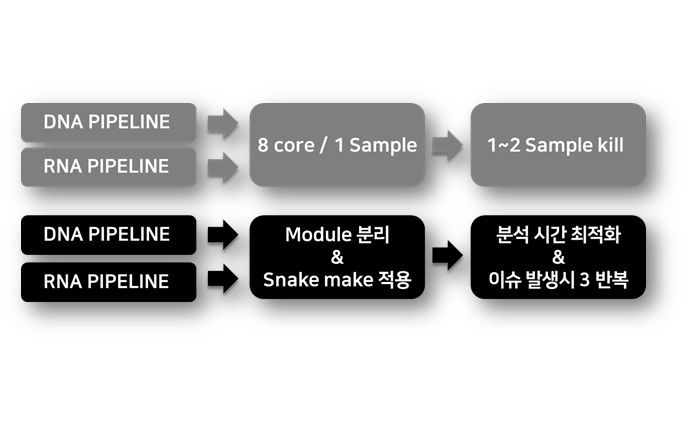 DNA PIPELINE
RNA PIPELINE
8 core / 1 Sample
1~2 Sample kill
DNA PIPELINE
RNA PIPELINE
Module 분리
&
Snake make 적용
분석 시간 최적화
&
이슈 발생시 3 반복